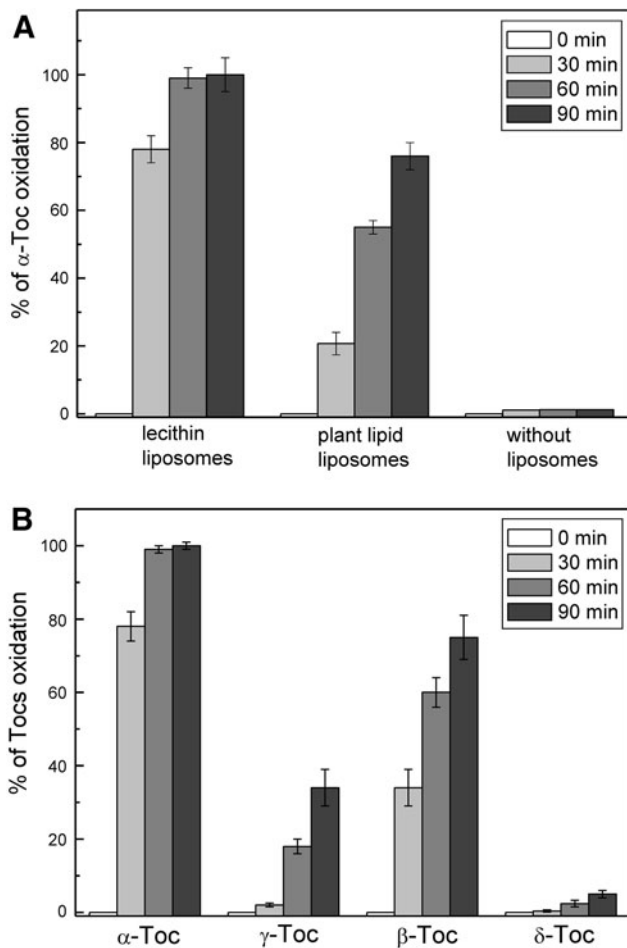 A
% of α-Toc oxidation
100
80
60
40
20
0
0 min
30 min
60 min
90 min
lecithin
liposomes
plant lipid
liposomes
without
liposomes
B
% of Tocs oxidation
100
80
60
40
20
0
0 min
30 min
60 min
90 min
α-Toc
γ-Toc
β-Toc
δ-Toc